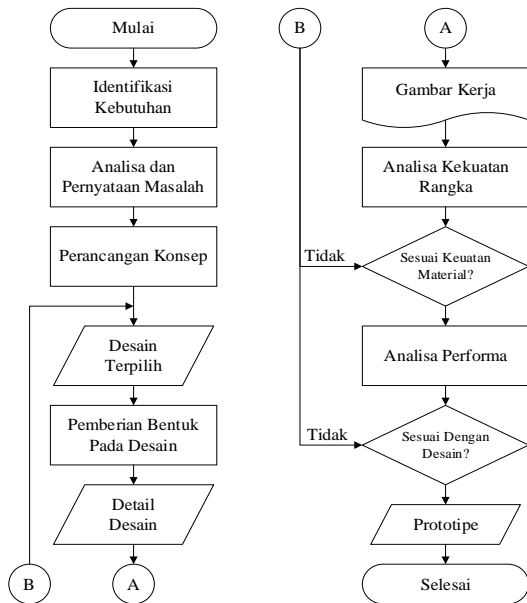 Mulai
Identifikasi
Kebutuhan
Analisa dan
Pernyataan Masalah
Perancangan Konsep
Desain
Terpilih
Pemberian Bentuk
Pada Desain
Detail
Desain
B
A
B
A
Gambar Kerja
Analisa Kekuatan
Rangka
Tidak
Sesuai Keuatan
Material?
Analisa Performa
Tidak
Sesuai Dengan
Desain?
Prototipe
Selesai